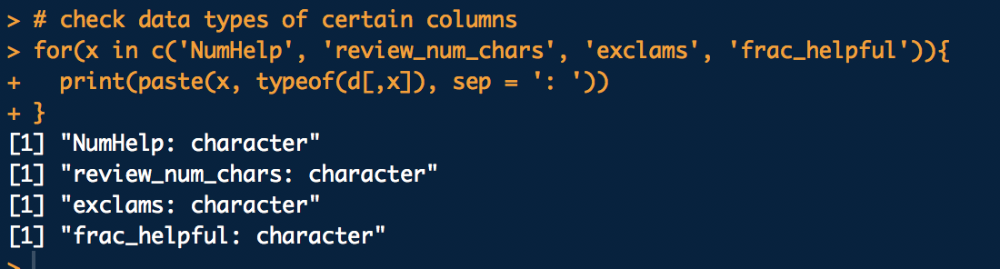 > # check data types of certain columns
> for(x in c('NumHelp', 'review_num_chars', 'exclams', 'frac_helpful')){
+   print(paste(x, typeof(d[,x]), sep = ': '))
+ }
[1] "NumHelp: character"
[1] "review_num_chars: character"
[1] "exclams: character"
[1] "frac_helpful: character"
>